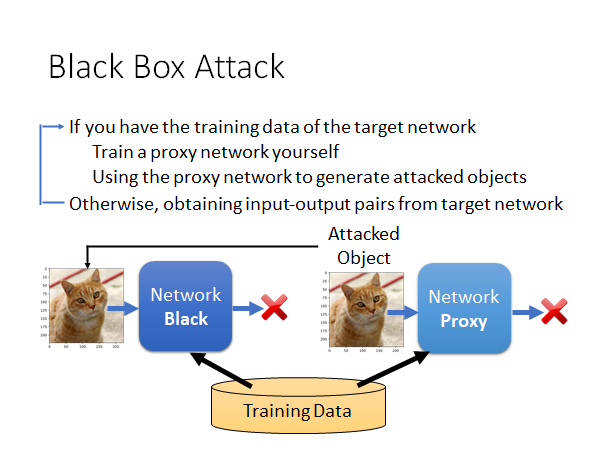 Black Box Attack
If you have the training data of the target network
Train a proxy network yourself
Using the proxy network to generate attacked objects
Otherwise, obtaining input-output pairs from target network
Attacked
Object
Network
Black
Network
Proxy
Training Data